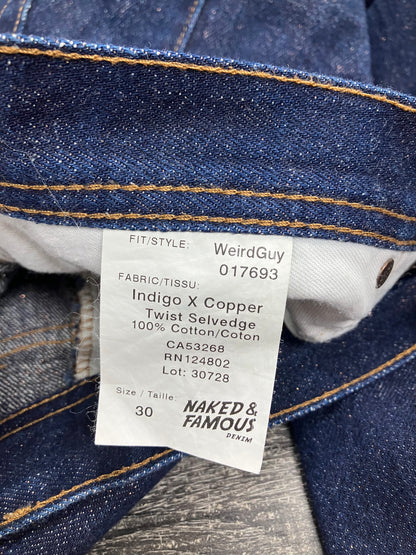 FIT/STYLE: WeirdGuy
017693
FABRIC/TISSU:
Indigo X Copper
Twist Selvedge
100% Cotton/Coton
CA53268
RN124802
Lot: 30728
Size / Taille:
30
NAKED &
FAMOUS
DENIM